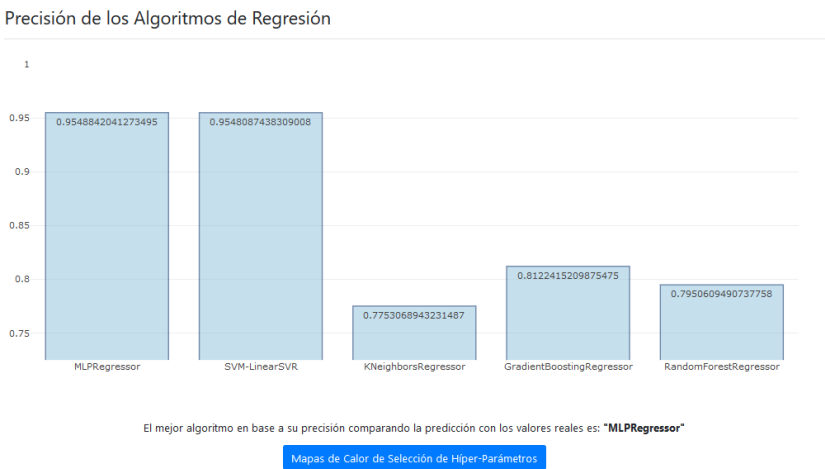 Precisión de los Algoritmos de Regresión
1
0.95
0.9
0.85
0.8
0.75
0.9548842041273495
0.9548087438309008
0.7753068943231487
0.8122415209875475
0.7950609490737758
MLPRegressor
SVM-LinearSVR
KNeighborsRegressor
GradientBoostingRegressor
RandomForestRegressor
El mejor algoritmo en base a su precisión comparando la predicción con los valores reales es: "MLPRegressor"
Mapas de Calor de Selección de Híper-Parámetros